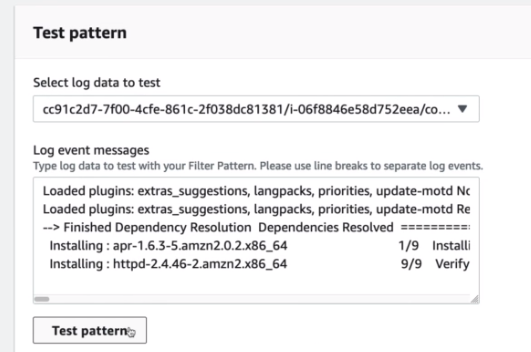 Test pattern
Select log data to test
cc91c2d7-7f00-4cfe-861c-2f038dc81381/i-06f8846e58d752eea/co...
Log event messages
Type log data to test with your Filter Pattern. Please use line breaks to separate log events.
Loaded plugins: extras_suggestions, langpacks, priorities, update-motd Nc
Loaded plugins: extras_suggestions, langpacks, priorities, update-motd Re
--> Finished Dependency Resolution Dependencies Resolved ==========
Installing : apr-1.6.3-5.amzn2.0.2.x86_64 1/9 Installi
Installing : httpd-2.4.46-2.amzn2.x86_64 9/9 Verify
Test pattern